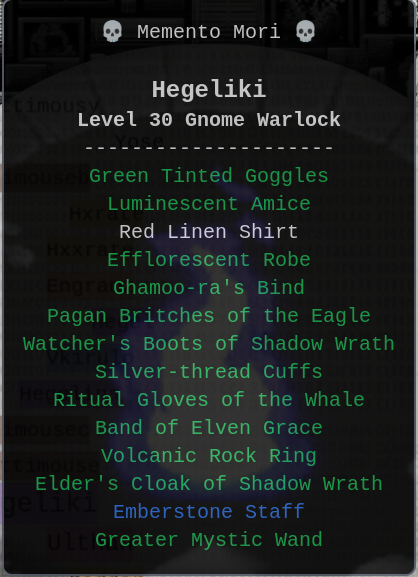 💀 Memento Mori 💀
Hegeliki
Level 30 Gnome Warlock
---------------------
Green Tinted Goggles
Luminescent Amice
Red Linen Shirt
Efflorescent Robe
Ghamoo-ra's Bind
Pagan Britches of the Eagle
Watcher's Boots of Shadow Wrath
Silver-thread Cuffs
Ritual Gloves of the Whale
Band of Elven Grace
Volcanic Rock Ring
Elder's Cloak of Shadow Wrath
Emberstone Staff
Greater Mystic Wand